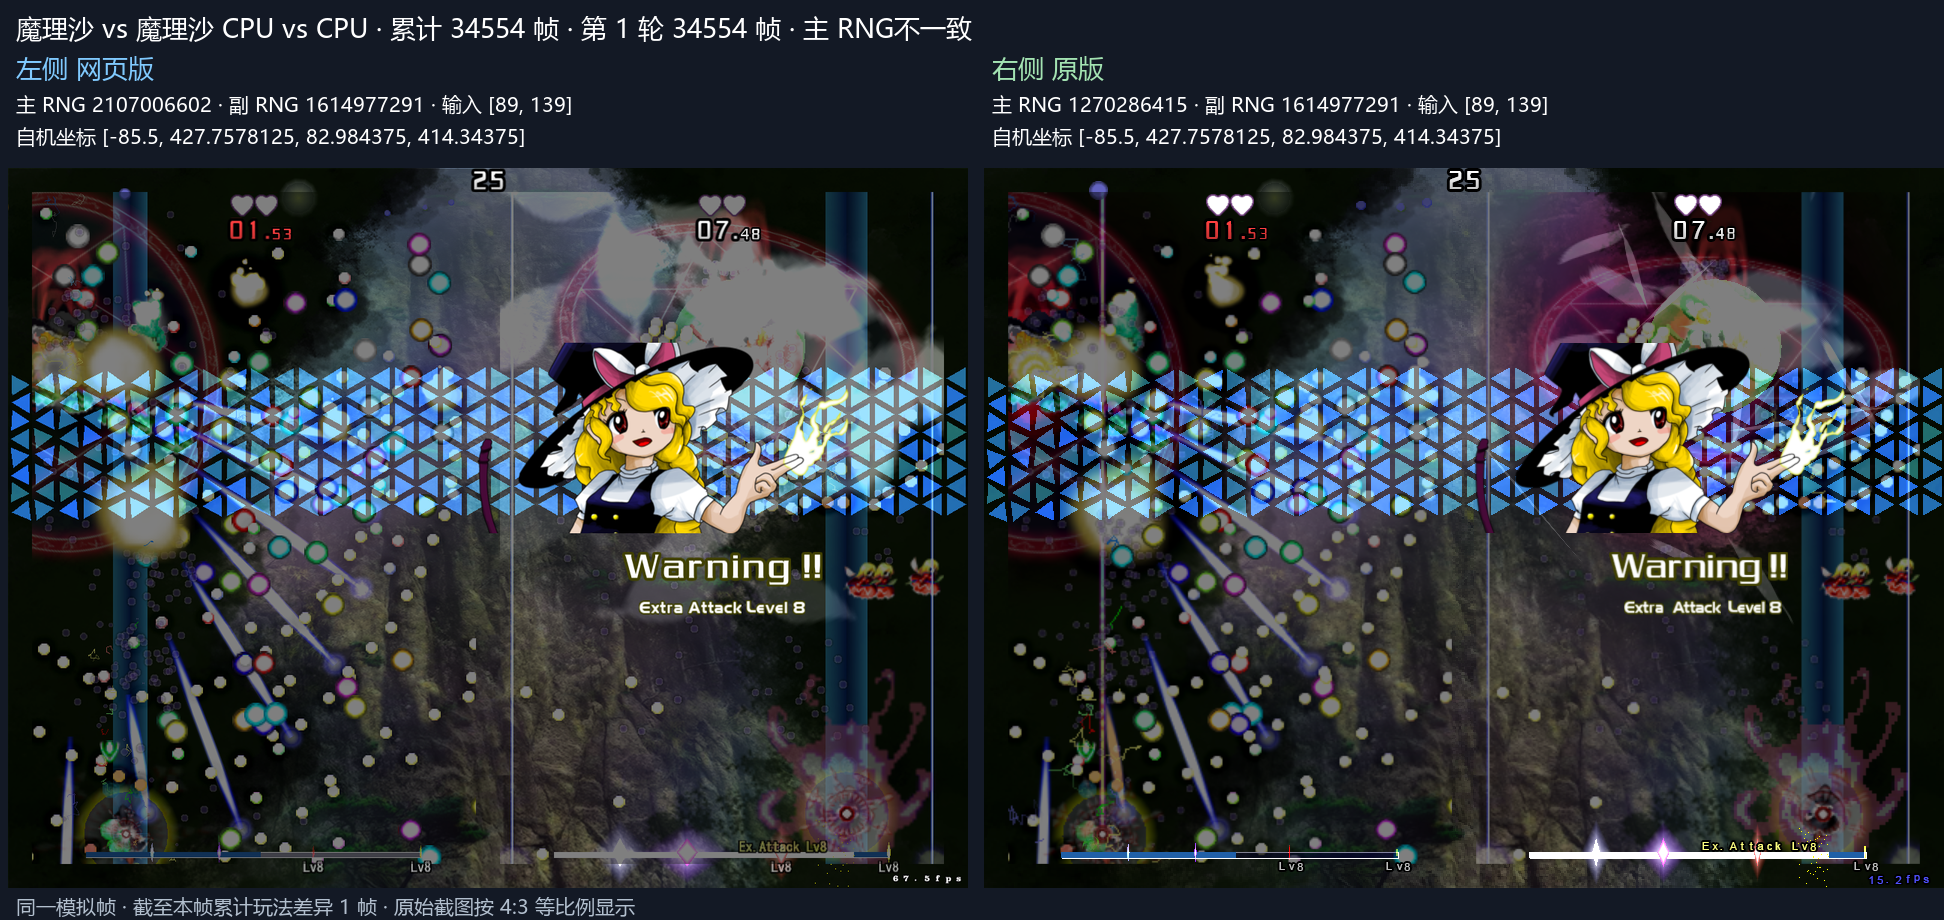 魔理沙 vs 魔理沙 CPU vs CPU · 累计 34554 帧 · 第 1 轮 34554 帧 · 主 RNG不一致
左侧 网页版
主 RNG 2107006602 · 副 RNG 1614977291 · 输入 [89, 139]
自机坐标 [-85.5, 427.7578125, 82.984375, 414.34375]
25
01.53
07.48
Warning !!
Extra Attack Level 8
Ex.Attack Lv8
Lv8
Lv8
Lv8
Lv8
67.5fps
右侧 原版
主 RNG 1270286415 · 副 RNG 1614977291 · 输入 [89, 139]
自机坐标 [-85.5, 427.7578125, 82.984375, 414.34375]
25
01.53
07.48
Warning !!
Extra Attack Level 8
Ex.Attack Lv8
Lv8
Lv8
Lv8
15.2fps
同一模拟帧 · 截至本帧累计玩法差异 1 帧 · 原始截图按 4:3 等比例显示